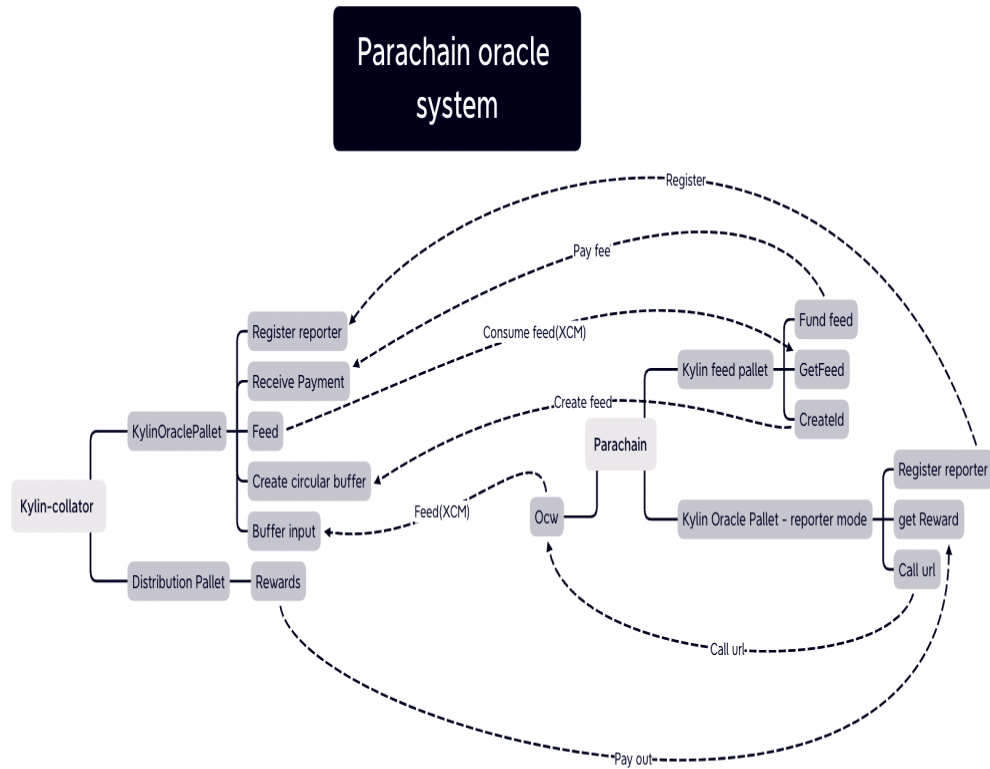 Parachain oracle
system
Register
Pay fee
Consume feed(XCM)
Create feed
Feed(XCM)
Call url
Pay out
Kylin-collator
KylinOraclePallet
Register reporter
Receive Payment
Feed
Create circular buffer
Buffer input
Distribution Pallet
Rewards
Parachain
Ocw
Kylin feed pallet
Fund feed
GetFeed
CreateId
Kylin Oracle Pallet - reporter mode
Register reporter
get Reward
Call url